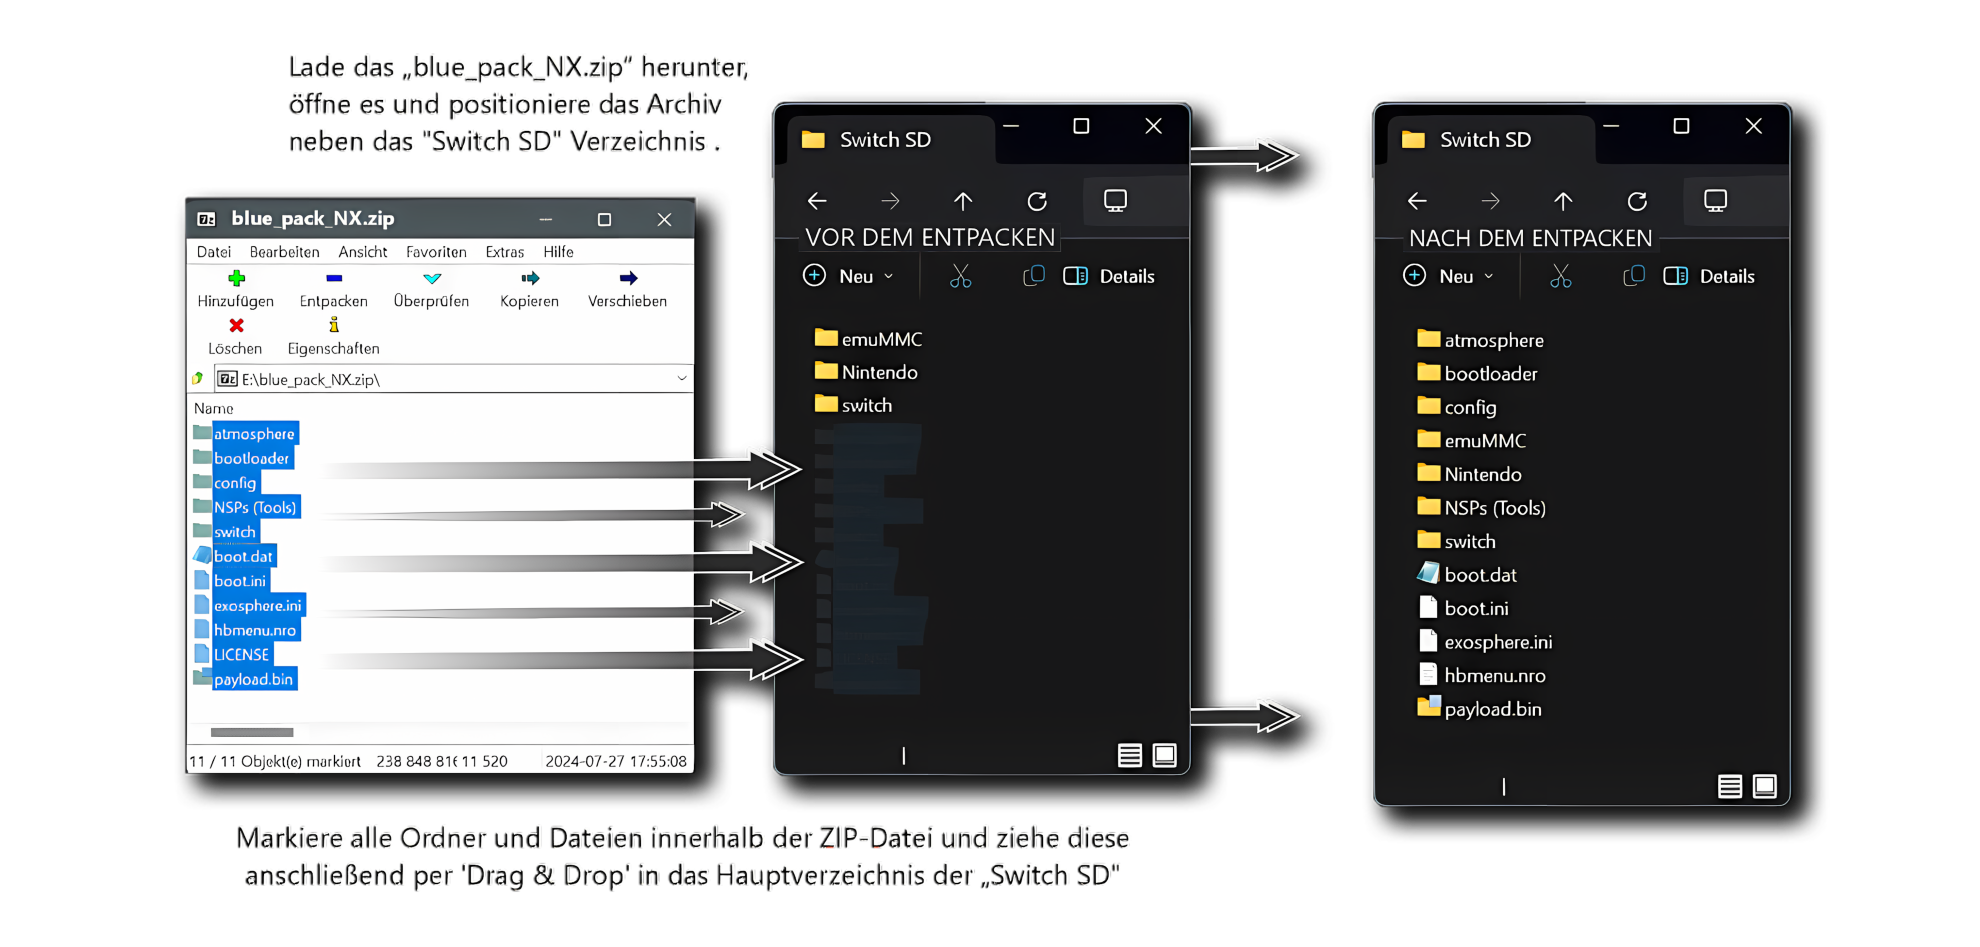 Lade das „blue_pack_NX.zip“ herunter,
öffne es und positioniere das Archiv
neben das "Switch SD" Verzeichnis .
blue_pack_NX.zip
Datei Bearbeiten Ansicht Favoriten Extras Hilfe
Hinzufügen Entpacken Überprüfen Kopieren Verschieben
Löschen Eigenschaften
E:\blue_pack_NX.zip\
Name
atmosphere
bootloader
config
NSPs (Tools)
switch
boot.dat
boot.ini
exosphere.ini
hbmenu.nro
LICENSE
payload.bin
11 / 11 Objekt(e) markiert 238 848 816 11 520 2024-07-27 17:55:08
Switch SD
VOR DEM ENTPACKEN
Neu Details
emuMMC
Nintendo
switch
Switch SD
NACH DEM ENTPACKEN
Neu Details
atmosphere
bootloader
config
emuMMC
Nintendo
NSPs (Tools)
switch
boot.dat
boot.ini
exosphere.ini
hbmenu.nro
payload.bin
Markiere alle Ordner und Dateien innerhalb der ZIP-Datei und ziehe diese
anschließend per 'Drag & Drop' in das Hauptverzeichnis der „Switch SD"